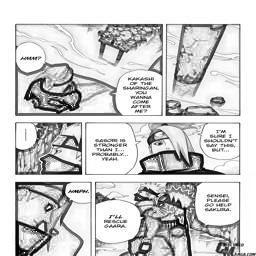 HMM?
KAKASHI
OF THE
SHARINGAN,
YOU
WANNA
COME
AFTER
ME?
I'M
SURE I
SHOULDN'T
SAY THIS,
BUT...
SASORI IS
STRONGER
THAN I...
PROBABLY...
YEAH.
HMPH.
I'LL
RESCUE
GAARA.
SENSEI,
PLEASE
GO HELP
SAKURA.